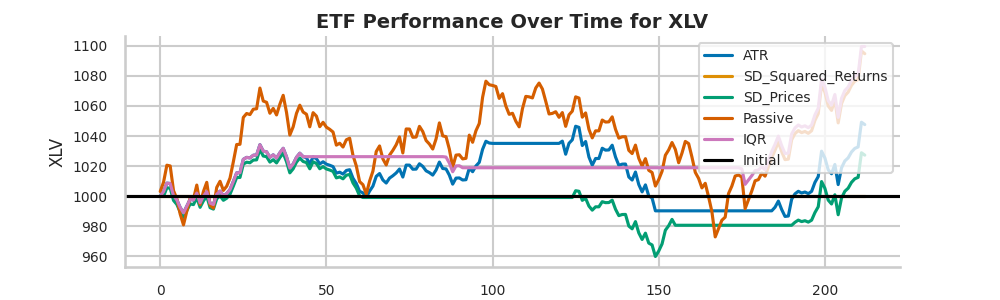 ETF Performance Over Time for XLV
1100
1080
1060
1040
1020
1000
980
960
XLV
ATR
SD_Squared_Returns
SD_Prices
Passive
IQR
Initial
0
50
100
150
200